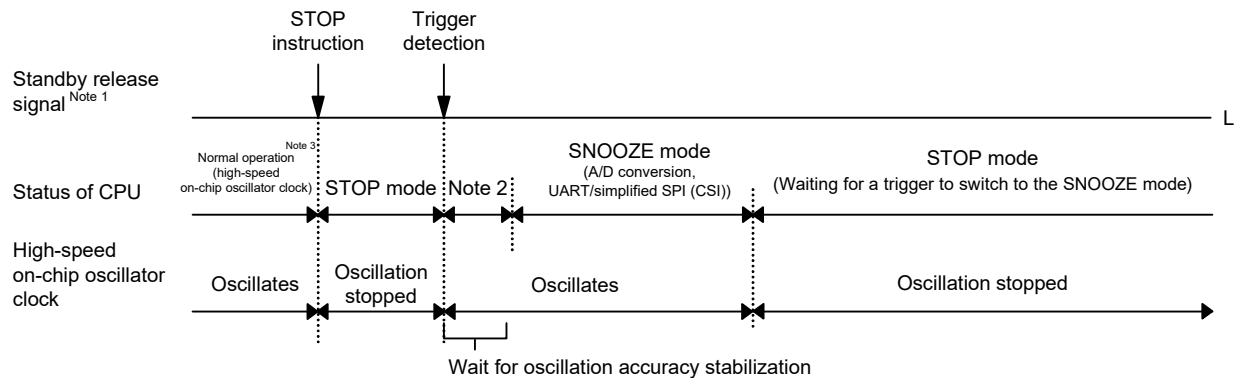 STOP
instruction
Trigger
detection
Standby release
signal Note 1
L
Note 3
Normal operation
(high-speed
on-chip oscillator clock)
STOP mode
Note 2
SNOOZE mode
(A/D conversion,
UART/simplified SPI (CSI))
STOP mode
(Waiting for a trigger to switch to the SNOOZE mode)
Status of CPU
High-speed
on-chip oscillator
clock
Oscillates
Oscillation
stopped
Oscillates
Oscillation stopped
Wait for oscillation accuracy stabilization